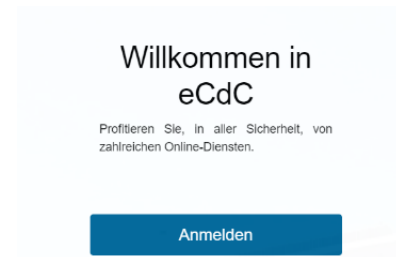 Willkommen in
eCdC
Profitieren Sie, in aller Sicherheit, von
zahlreichen Online-Diensten.
Anmelden